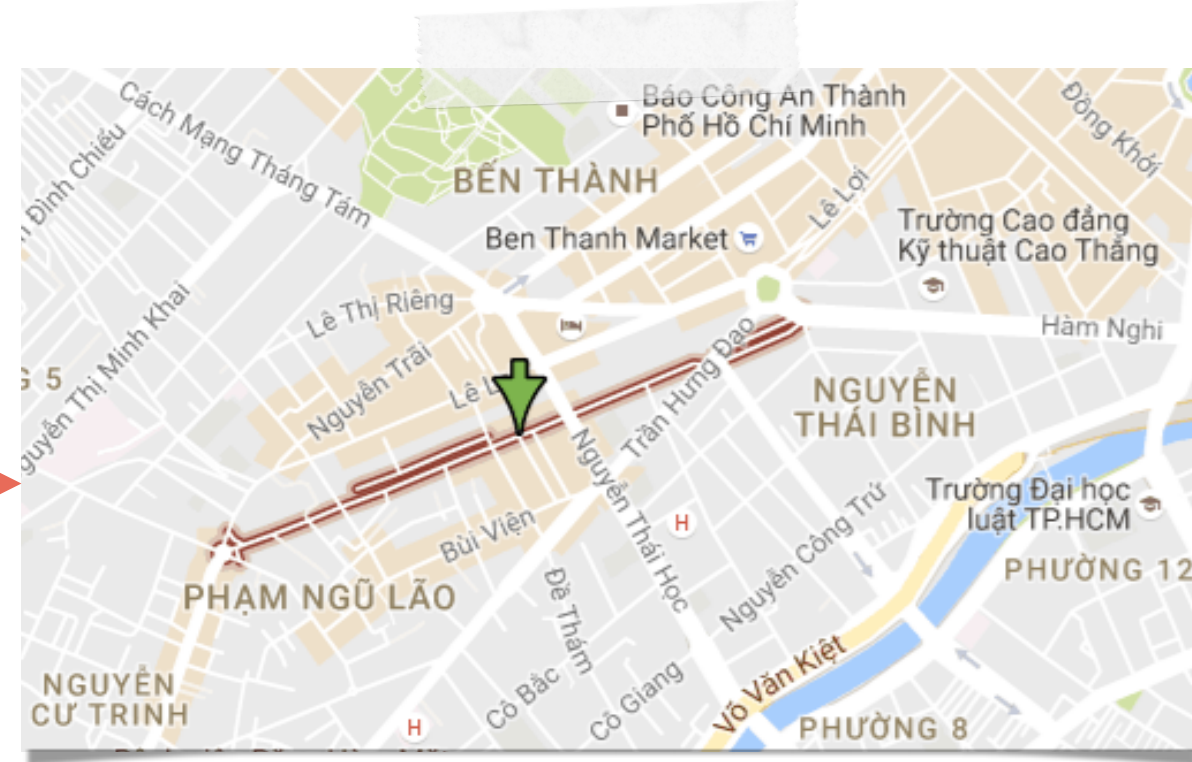 Cách Mạng Tháng Tám
Đình Chiểu
Báo Công An Thành
Phố Hồ Chí Minh
Đồng Khởi
BẾN THÀNH
Lê Lợi
Ben Thanh Market
Trường Cao đẳng
Kỹ thuật Cao Thắng
Lê Thị Riêng
Nguyễn Thị Minh Khai
Hàm Nghi
Nguyễn Trãi
Lê L
5
Trần Hưng Đạo
NGUYỄN
THÁI BÌNH
Nguyễn Thái Học
Trường Đại học
luật TP.HCM
H
Bùi Viện
Nguyễn Công Trứ
PHƯỜNG 12
PHẠM NGŨ LÃO
Đề Thám
Võ Văn Kiệt
NGUYỄN
CƯ TRINH
Cô Bắc
Cô Giang
H
PHƯỜNG 8